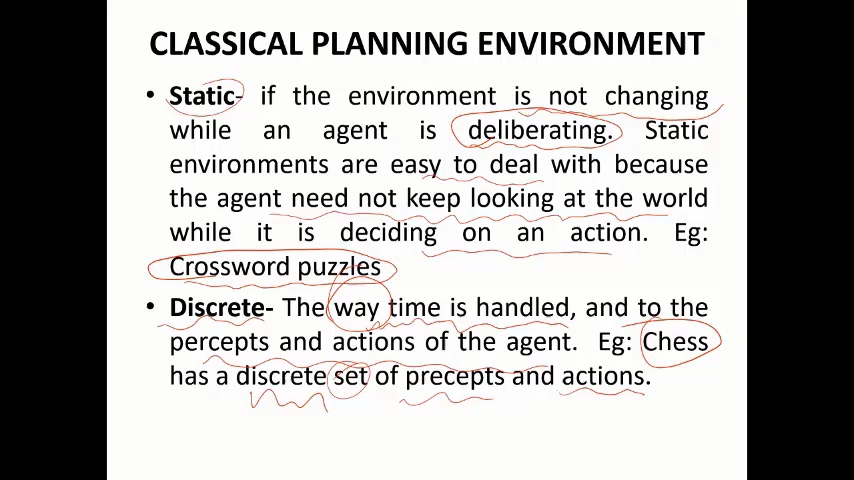 CLASSICAL PLANNING ENVIRONMENT
• Static- if the environment is not changing
while an agent is deliberating. Static
environments are easy to deal with because
the agent need not keep looking at the world
while it is deciding on an action. Eg:
Crossword puzzles
• Discrete- The way time is handled, and to the
percepts and actions of the agent. Eg: Chess
has a discrete set of precepts and actions.